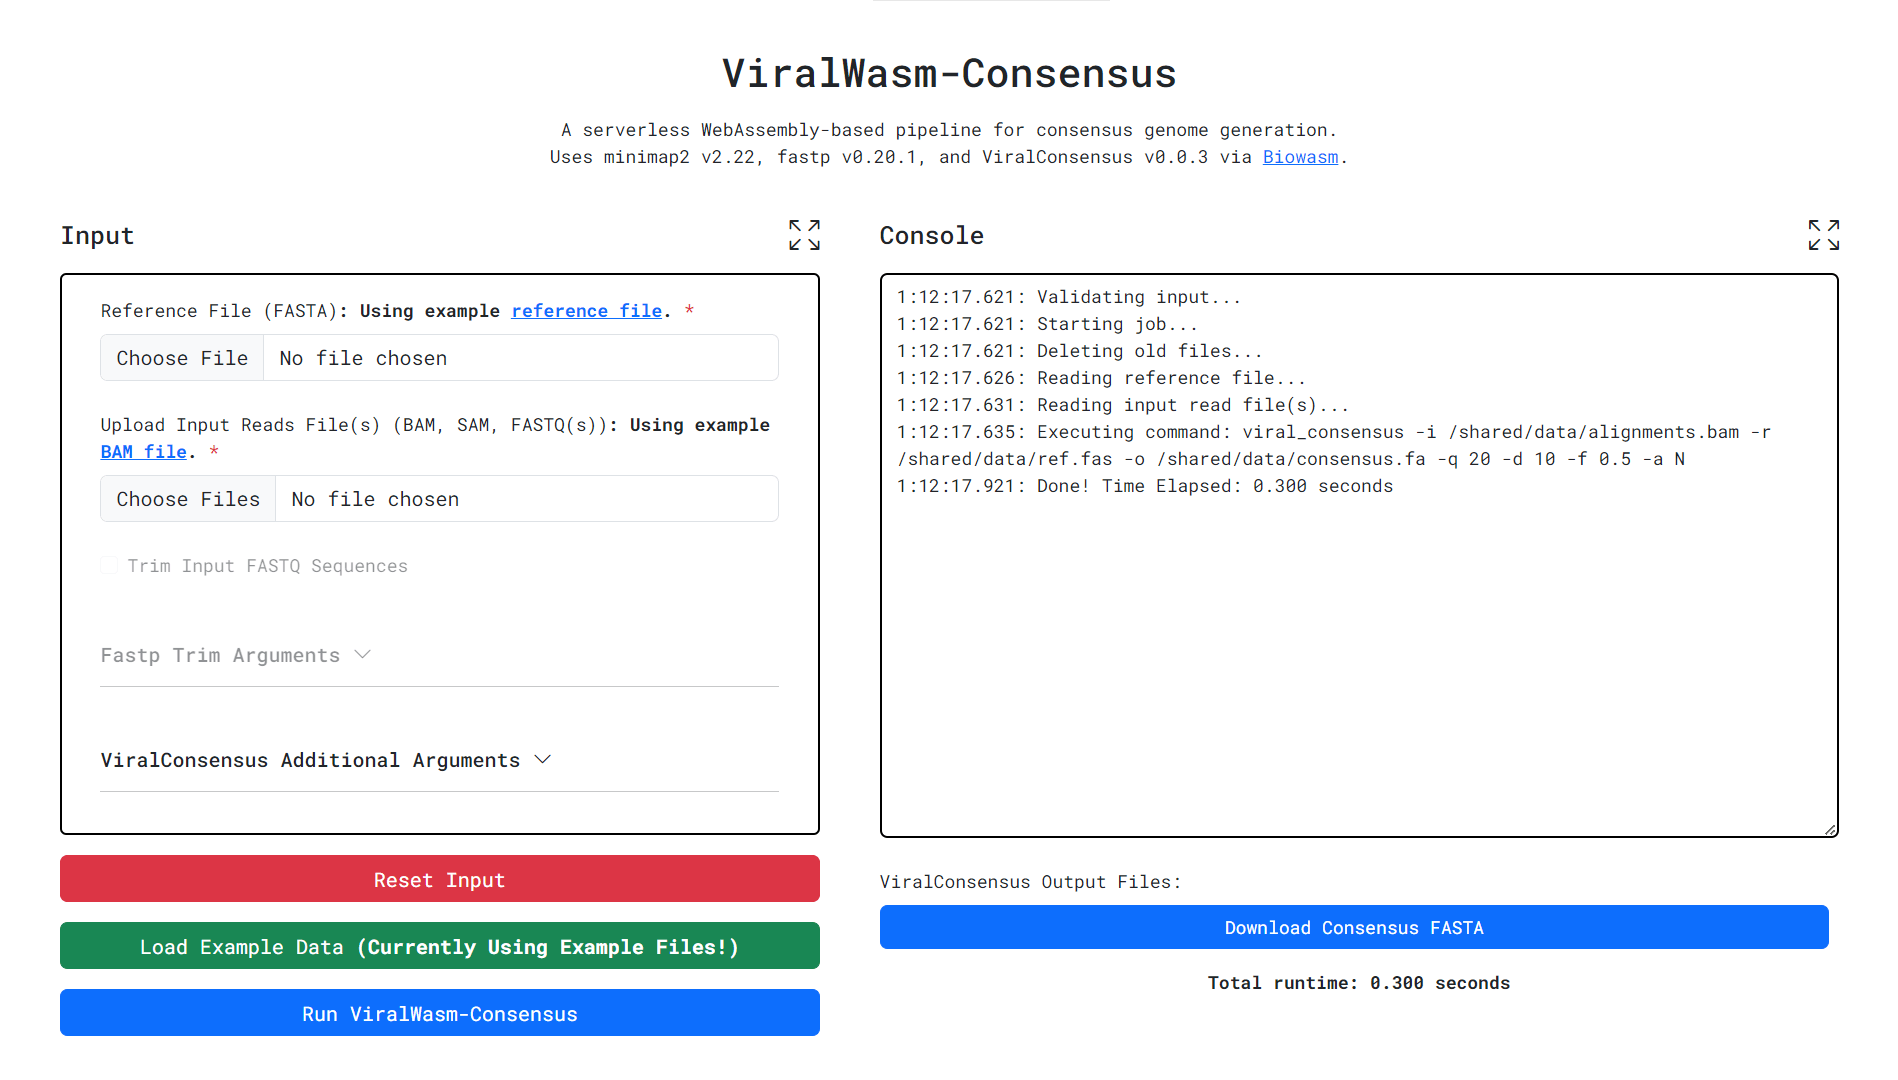 ViralWasm-Consensus
A serverless WebAssembly-based pipeline for consensus genome generation.
Uses minimap2 v2.22, fastp v0.20.1, and ViralConsensus v0.0.3 via Biowasm.
Input
Reference File (FASTA): Using example reference file. *
Choose File No file chosen
Upload Input Reads File(s) (BAM, SAM, FASTQ(s)): Using example
BAM file. *
Choose Files No file chosen
Trim Input FASTQ Sequences
Fastp Trim Arguments
ViralConsensus Additional Arguments
Reset Input
Load Example Data (Currently Using Example Files!)
Run ViralWasm-Consensus
Console
1:12:17.621: Validating input...
1:12:17.621: Starting job...
1:12:17.621: Deleting old files...
1:12:17.626: Reading reference file...
1:12:17.631: Reading input read file(s)...
1:12:17.635: Executing command: viral_consensus -i /shared/data/alignments.bam -r
/shared/data/ref.fas -o /shared/data/consensus.fa -q 20 -d 10 -f 0.5 -a N
1:12:17.921: Done! Time Elapsed: 0.300 seconds
ViralConsensus Output Files:
Download Consensus FASTA
Total runtime: 0.300 seconds